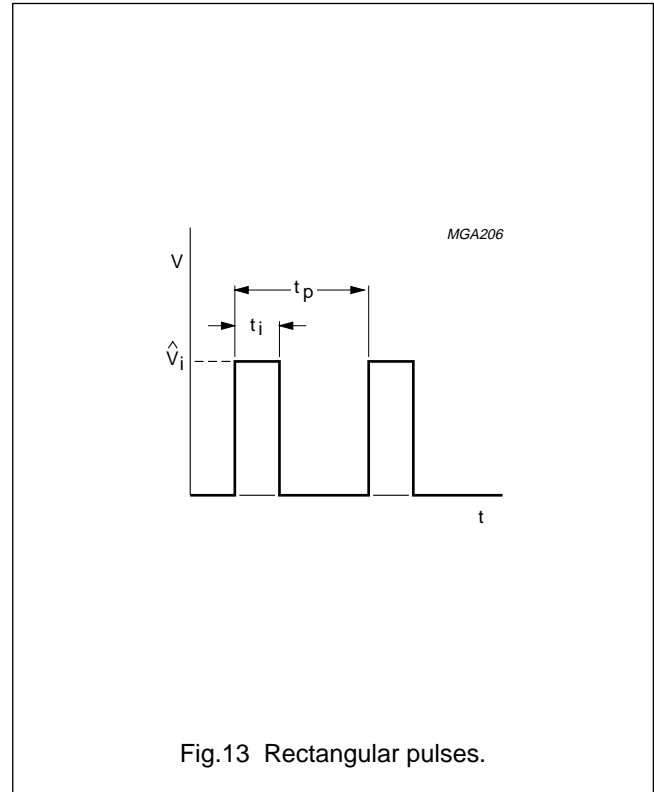 MGA206
V
t p
t i
V̂ i
t
Fig.13 Rectangular pulses.